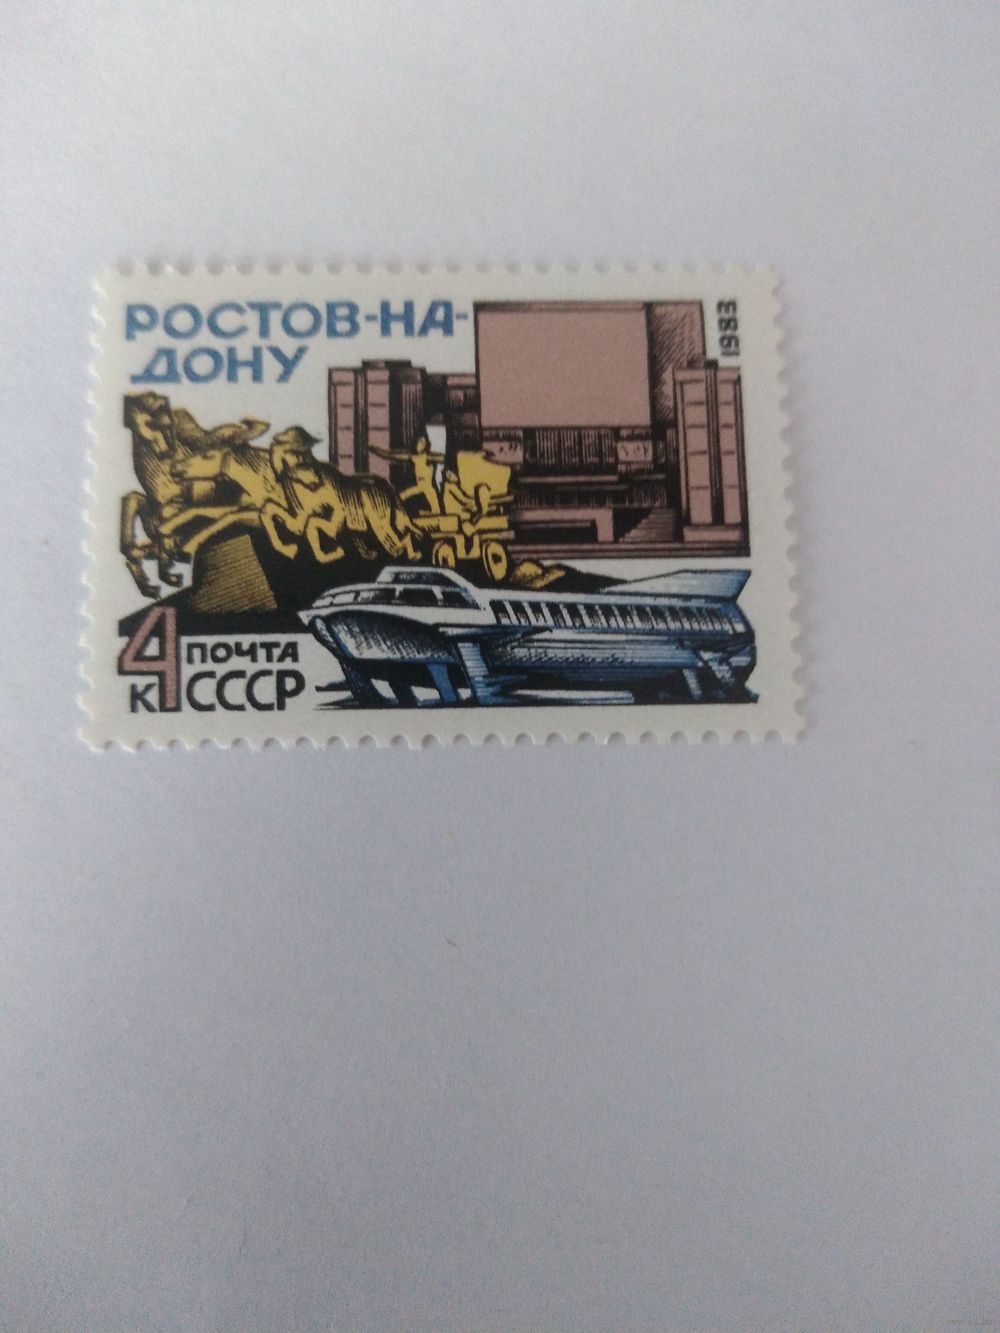 РОСТОВ-НА-
ДОНУ
1983
4
к
ПОЧТА
СССР